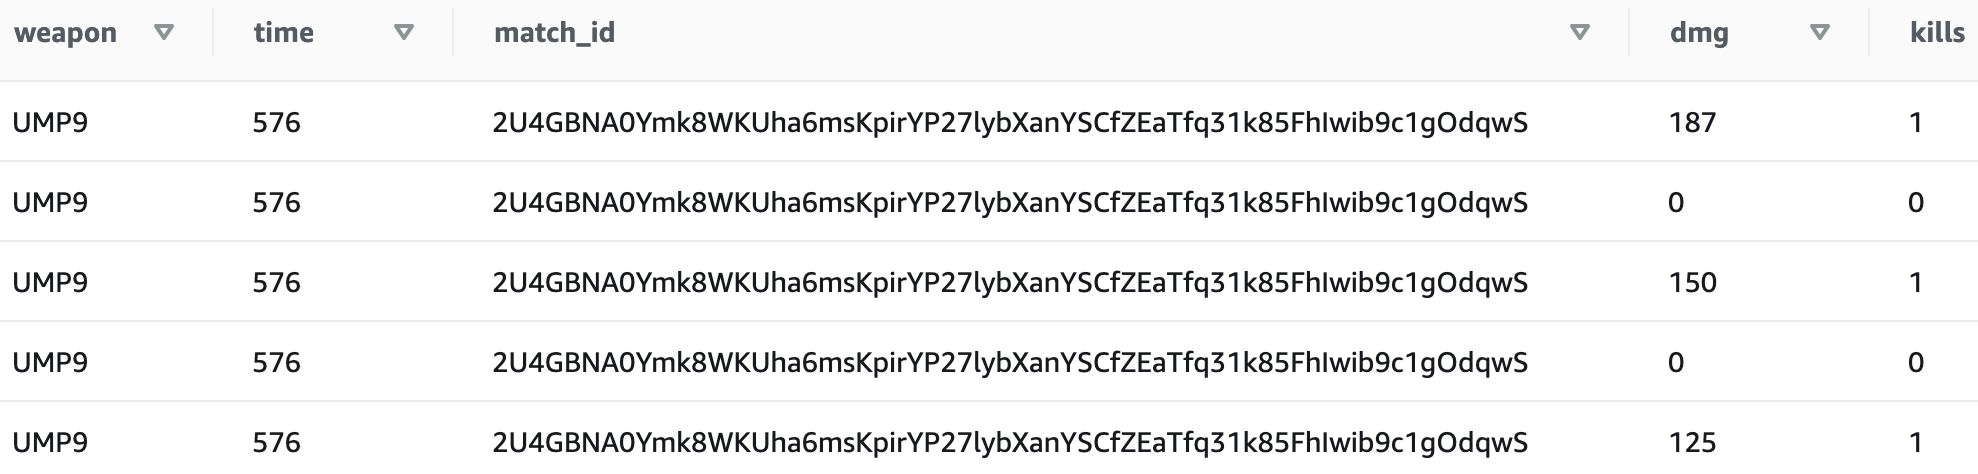 weapon time match_id dmg kills
UMP9 576 2U4GBNA0Ymk8WKUha6msKpirYP27lybXanYSCfZEaTfq31k85FhIwib9c1gOdqwS 187 1
UMP9 576 2U4GBNA0Ymk8WKUha6msKpirYP27lybXanYSCfZEaTfq31k85FhIwib9c1gOdqwS 0 0
UMP9 576 2U4GBNA0Ymk8WKUha6msKpirYP27lybXanYSCfZEaTfq31k85FhIwib9c1gOdqwS 150 1
UMP9 576 2U4GBNA0Ymk8WKUha6msKpirYP27lybXanYSCfZEaTfq31k85FhIwib9c1gOdqwS 0 0
UMP9 576 2U4GBNA0Ymk8WKUha6msKpirYP27lybXanYSCfZEaTfq31k85FhIwib9c1gOdqwS 125 1